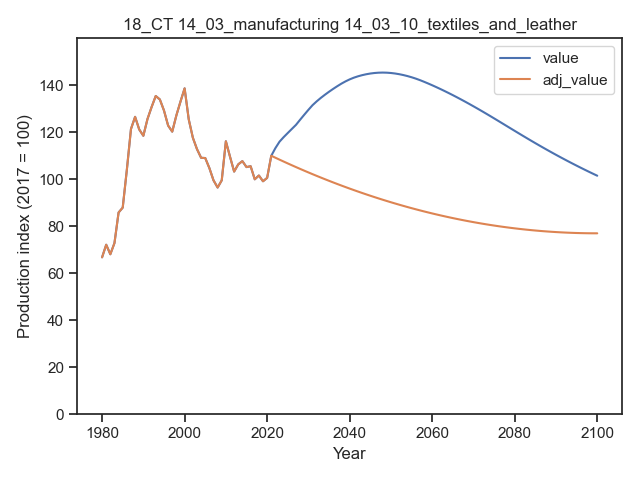 18_CT 14_03_manufacturing 14_03_10_textiles_and_leather
value
adj_value
Production index (2017 = 100)
140
120
100
80
60
40
20
0
1980 2000 2020 2040 2060 2080 2100
Year